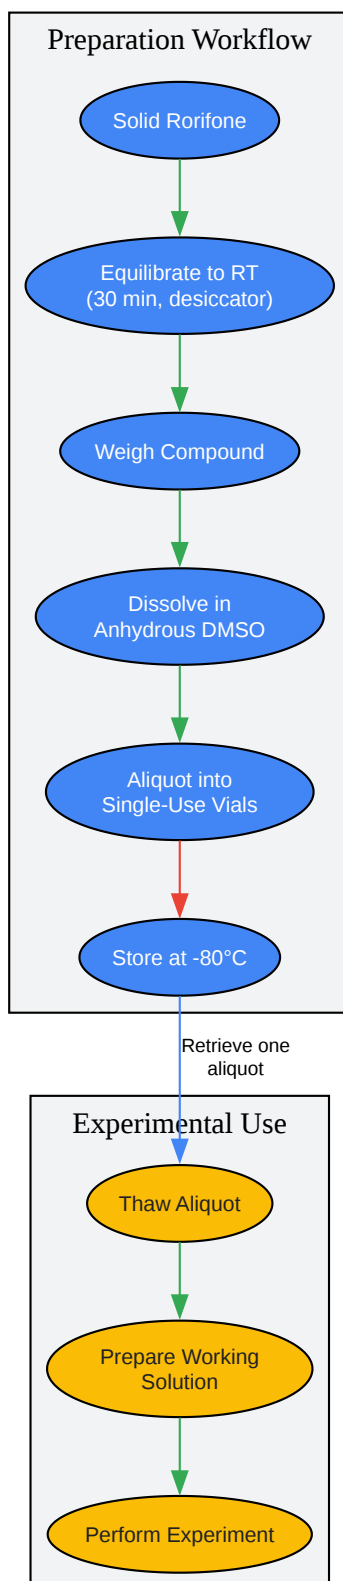 Preparation Workflow
Solid Rorifone
Equilibrate to RT
(30 min, desiccator)
Weigh Compound
Dissolve in
Anhydrous DMSO
Aliquot into
Single-Use Vials
Store at -80°C
Retrieve one
aliquot
Experimental Use
Thaw Aliquot
Prepare Working
Solution
Perform Experiment